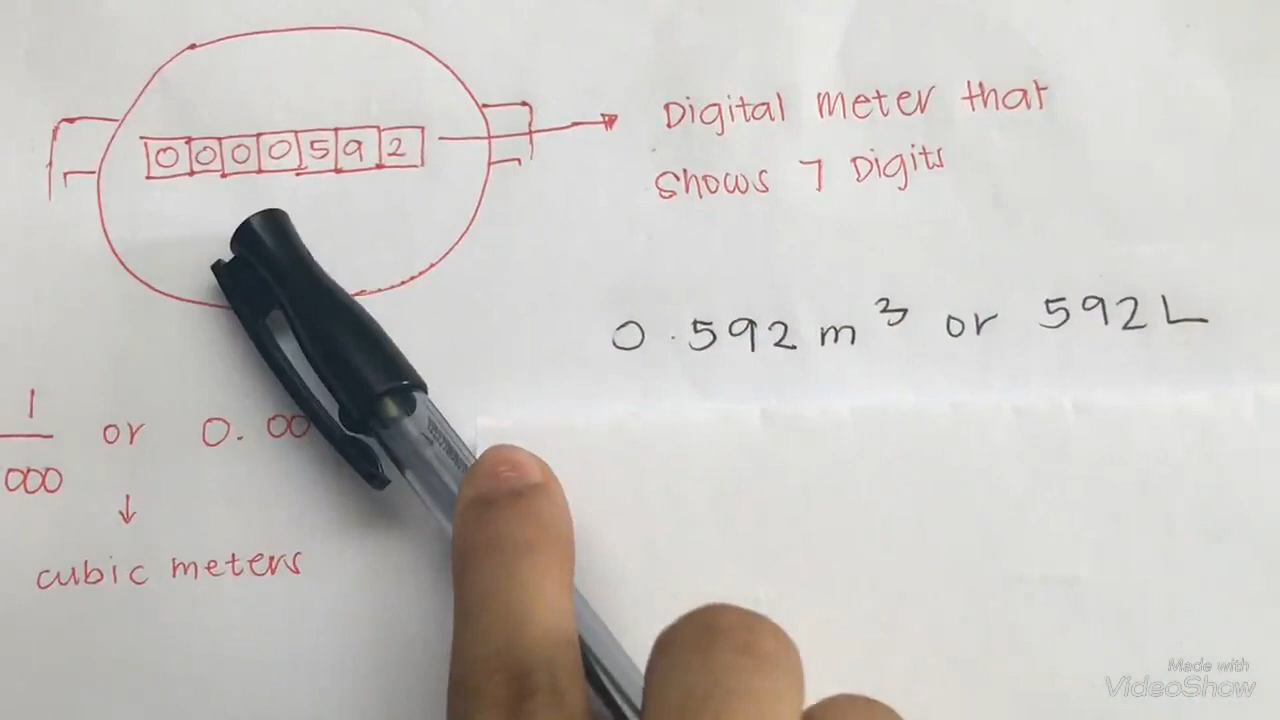 0000592
Digital meter that
shows 7 Digits
0.592 m³ or 592 L
1 or 0.00
000
cubic meters
Made with
VideoShow